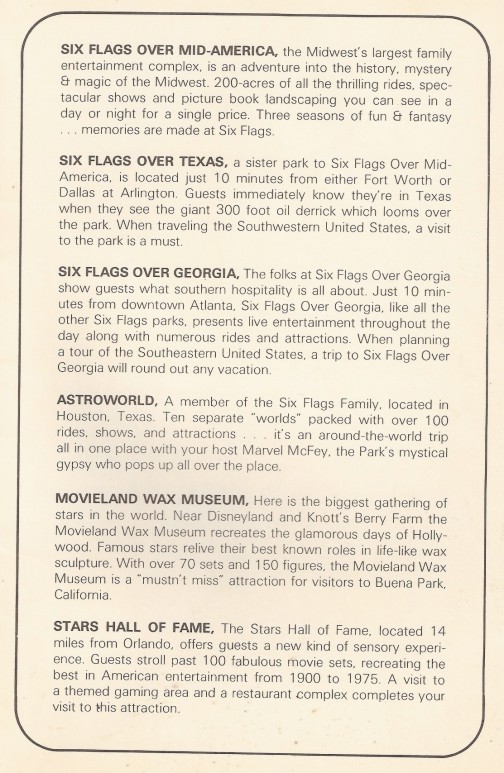 SIX FLAGS OVER MID-AMERICA, the Midwest's largest family
entertainment complex, is an adventure into the history, mystery
& magic of the Midwest. 200-acres of all the thrilling rides, spec-
tacular shows and picture book landscaping you can see in a
day or night for a single price. Three seasons of fun & fantasy
. . . memories are made at Six Flags.
SIX FLAGS OVER TEXAS, a sister park to Six Flags Over Mid-
America, is located just 10 minutes from either Fort Worth or
Dallas at Arlington. Guests immediately know they're in Texas
when they see the giant 300 foot oil derrick which looms over
the park. When traveling the Southwestern United States, a visit
to the park is a must.
SIX FLAGS OVER GEORGIA, The folks at Six Flags Over Georgia
show guests what southern hospitality is all about. Just 10 min-
utes from downtown Atlanta, Six Flags Over Georgia, like all the
other Six Flags parks, presents live entertainment throughout the
day along with numerous rides and attractions. When planning
a tour of the Southeastern United States, a trip to Six Flags Over
Georgia will round out any vacation.
ASTROWORLD, A member of the Six Flags Family, located in
Houston, Texas. Ten separate "worlds" packed with over 100
rides, shows, and attractions . . . it's an around-the-world trip
all in one place with your host Marvel McFey, the Park's mystical
gypsy who pops up all over the place.
MOVIELAND WAX MUSEUM, Here is the biggest gathering of
stars in the world. Near Disneyland and Knott's Berry Farm the
Movieland Wax Museum recreates the glamorous days of Holly-
wood. Famous stars relive their best known roles in life-like wax
sculpture. With over 70 sets and 150 figures, the Movieland Wax
Museum is a "mustn't miss" attraction for visitors to Buena Park,
California.
STARS HALL OF FAME, The Stars Hall of Fame, located 14
miles from Orlando, offers guests a new kind of sensory experi-
ence. Guests stroll past 100 fabulous movie sets, recreating the
best in American entertainment from 1900 to 1975. A visit to
a themed gaming area and a restaurant complex completes your
visit to this attraction.